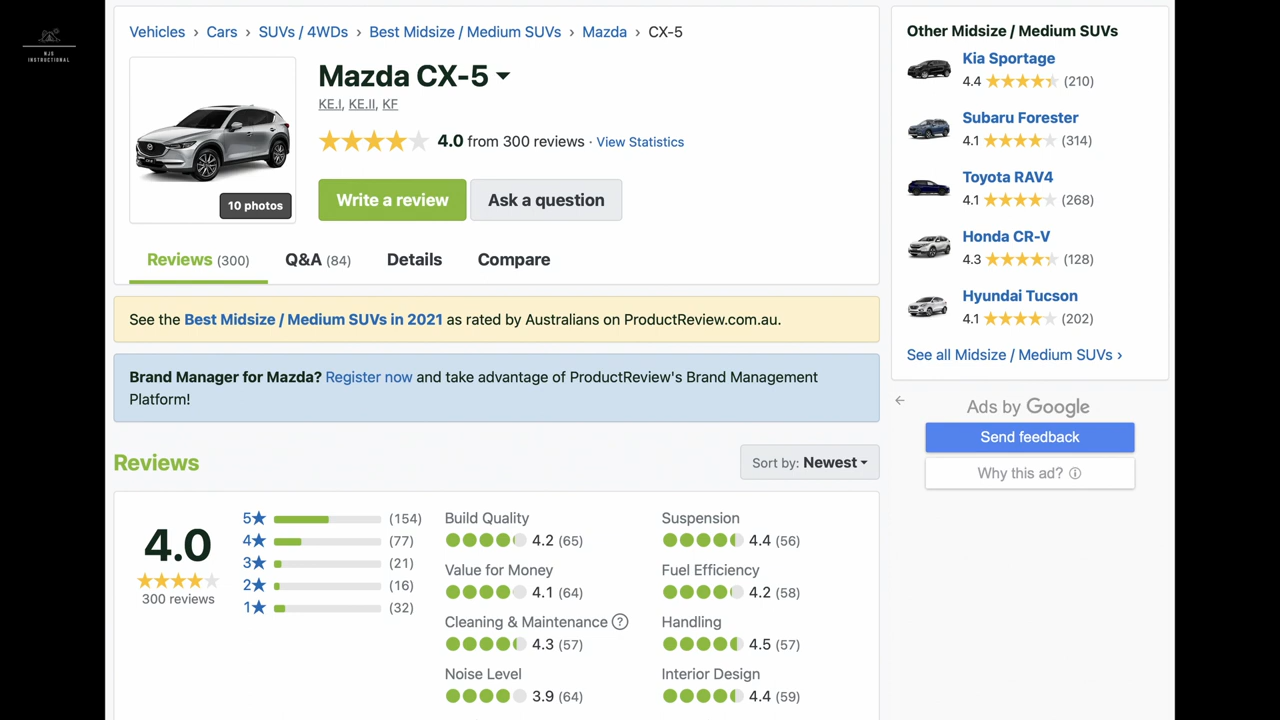 NJS
INSTRUCTIONAL
Vehicles › Cars › SUVs / 4WDs › Best Midsize / Medium SUVs › Mazda › CX-5
Mazda CX-5
KE.I, KE.II, KF
4.0 from 300 reviews · View Statistics
10 photos
Write a review
Ask a question
Reviews (300)
Q&A (84)
Details
Compare
See the Best Midsize / Medium SUVs in 2021 as rated by Australians on ProductReview.com.au.
Brand Manager for Mazda? Register now and take advantage of ProductReview's Brand Management
Platform!
Reviews
Sort by: Newest
4.0
300 reviews
5★ (154)
4★ (77)
3★ (21)
2★ (16)
1★ (32)
Build Quality
4.2 (65)
Value for Money
4.1 (64)
Cleaning & Maintenance ?
4.3 (57)
Noise Level
3.9 (64)
Suspension
4.4 (56)
Fuel Efficiency
4.2 (58)
Handling
4.5 (57)
Interior Design
4.4 (59)
Other Midsize / Medium SUVs
Kia Sportage
4.4 (210)
Subaru Forester
4.1 (314)
Toyota RAV4
4.1 (268)
Honda CR-V
4.3 (128)
Hyundai Tucson
4.1 (202)
See all Midsize / Medium SUVs ›
Ads by Google
Send feedback
Why this ad?